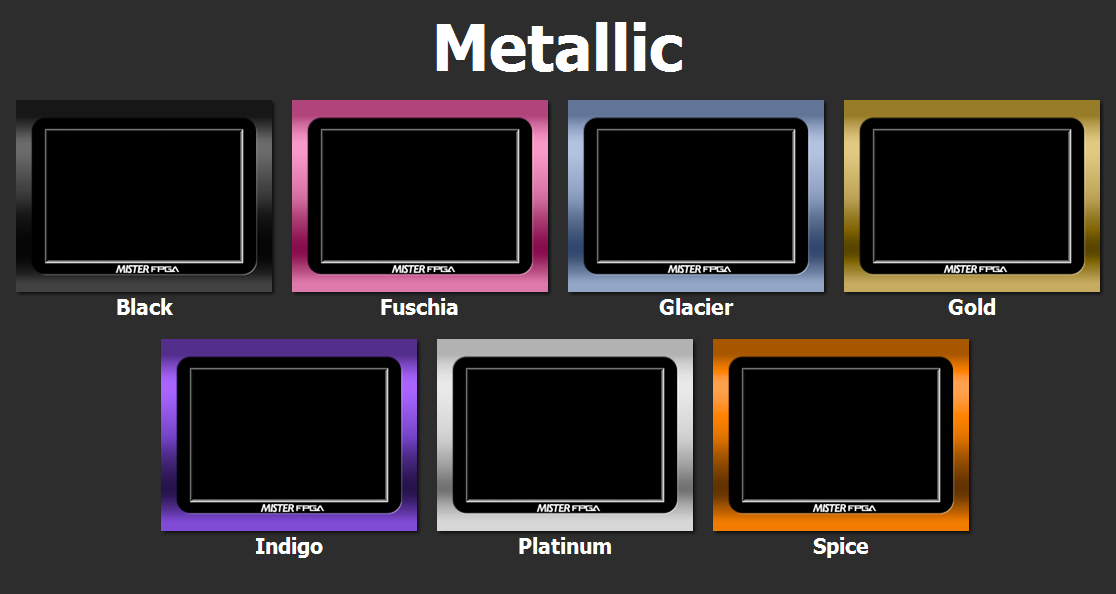 Metallic
MISTER FPGA MISTER FPGA MISTER FPGA MISTER FPGA
Black Fuschia Glacier Gold
MISTER FPGA MISTER FPGA MISTER FPGA
Indigo Platinum Spice